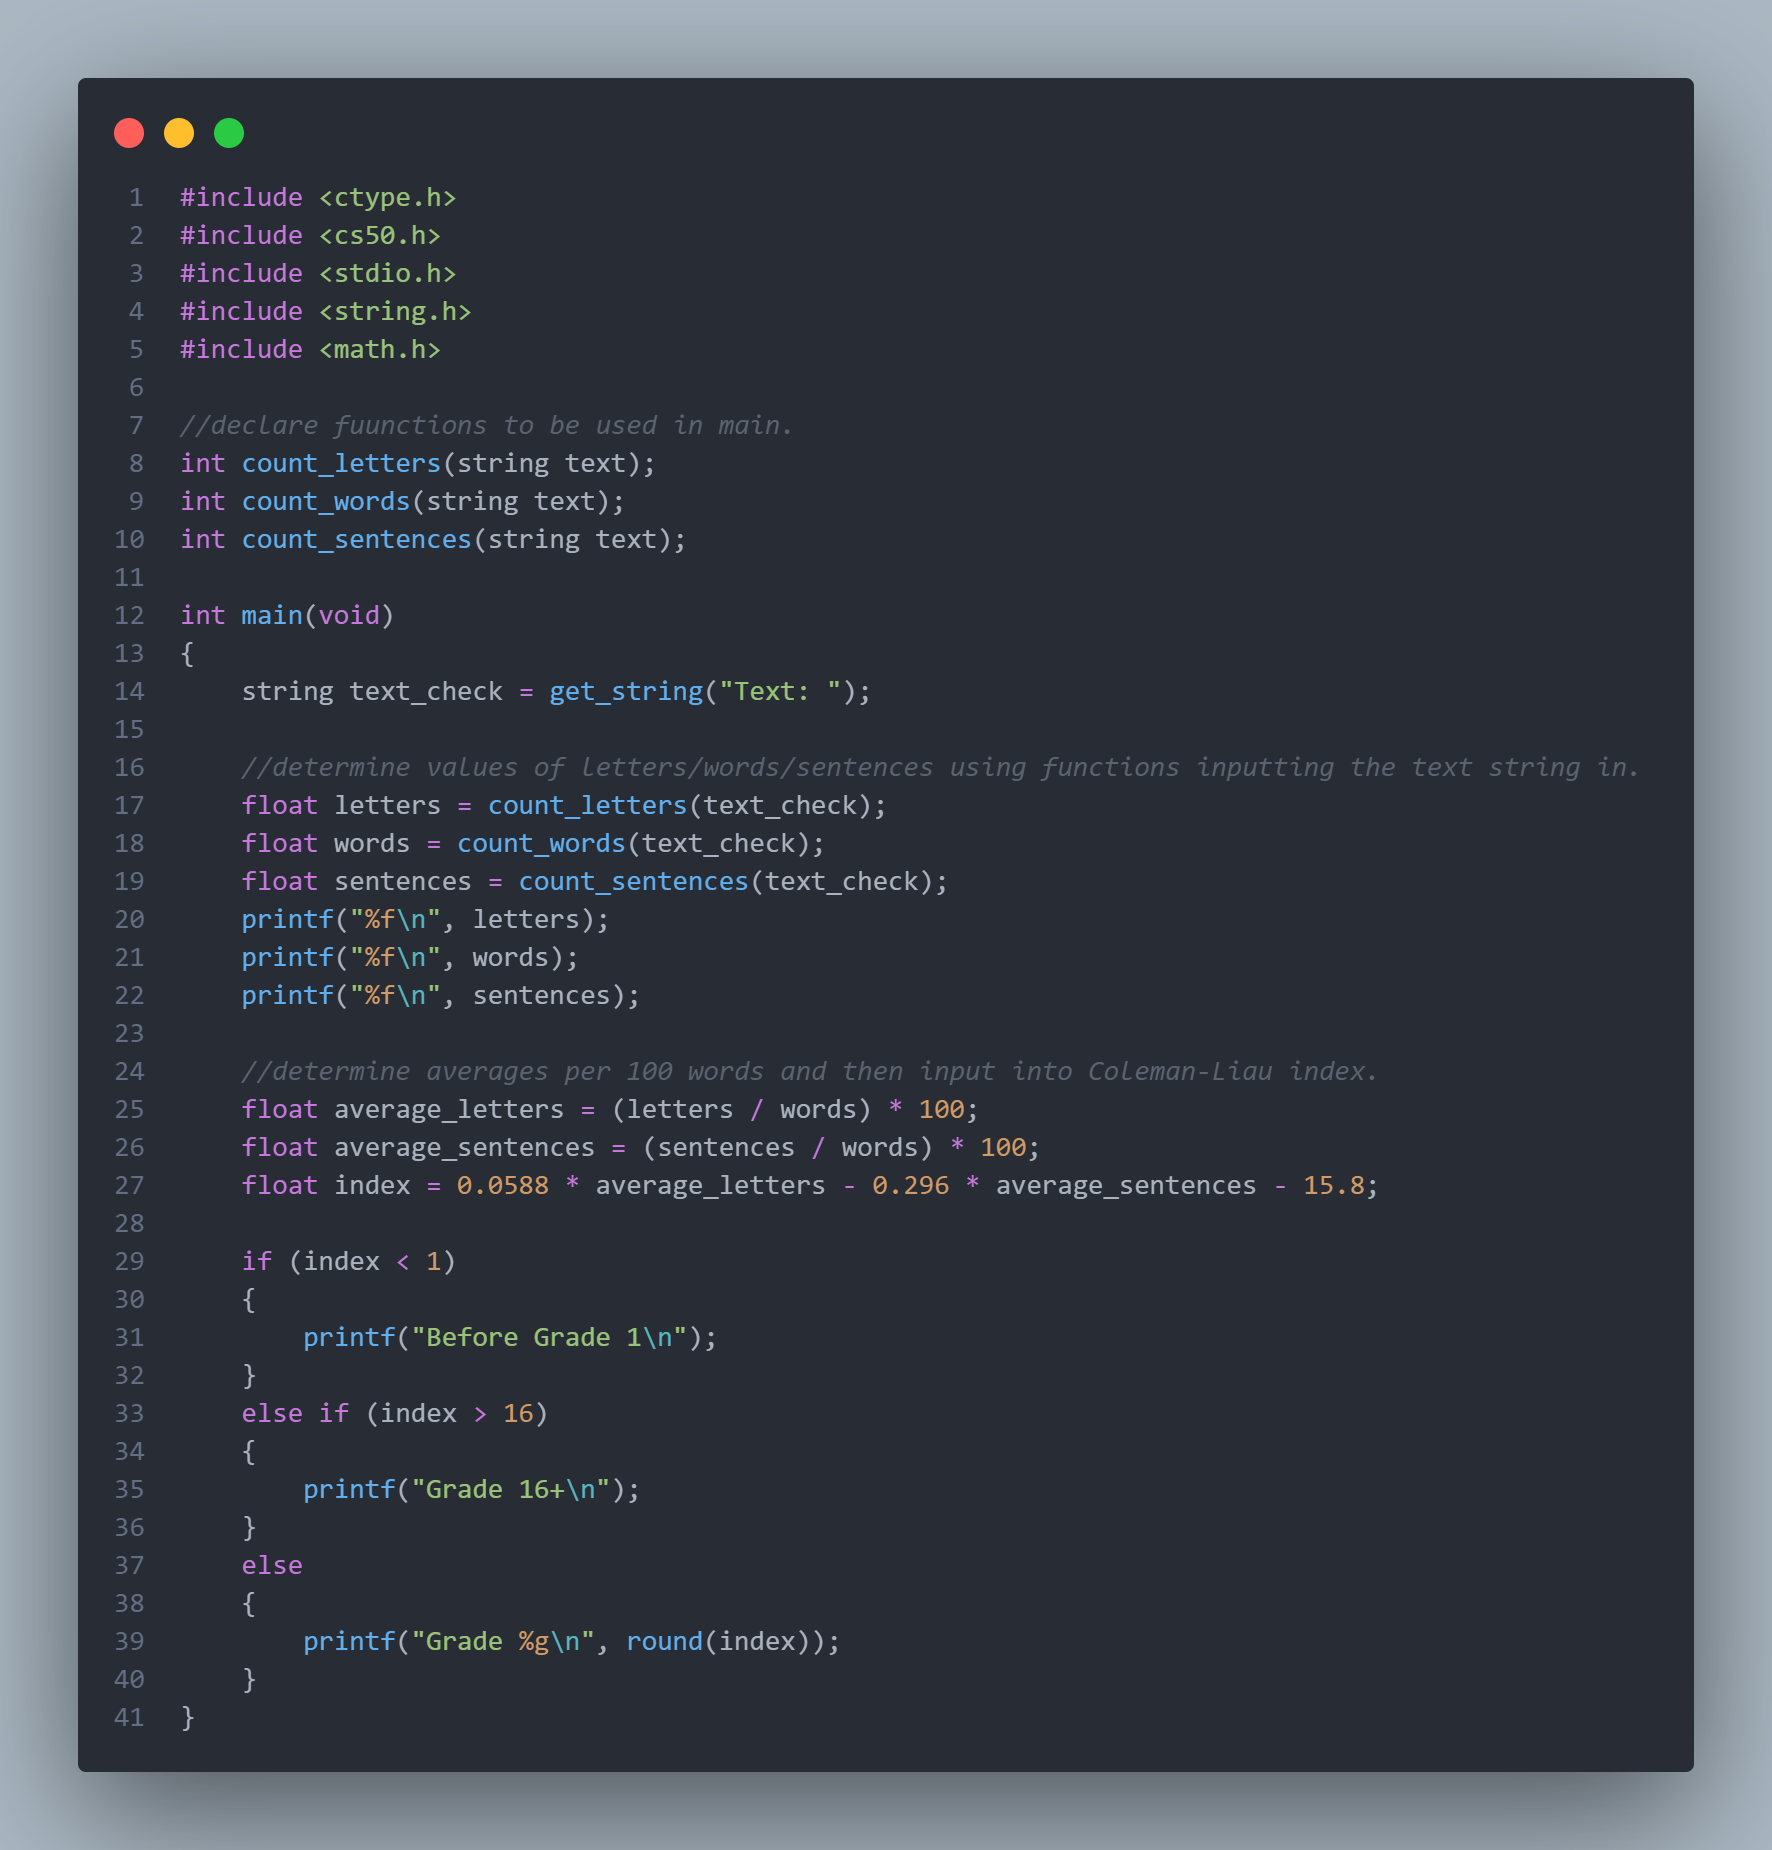 1 #include <ctype.h>
2 #include <cs50.h>
3 #include <stdio.h>
4 #include <string.h>
5 #include <math.h>
6
7 //declare fuunctions to be used in main.
8 int count_letters(string text);
9 int count_words(string text);
10 int count_sentences(string text);
11
12 int main(void)
13 {
14     string text_check = get_string("Text: ");
15
16     //determine values of letters/words/sentences using functions inputting the text string in.
17     float letters = count_letters(text_check);
18     float words = count_words(text_check);
19     float sentences = count_sentences(text_check);
20     printf("%f\n", letters);
21     printf("%f\n", words);
22     printf("%f\n", sentences);
23
24     //determine averages per 100 words and then input into Coleman-Liau index.
25     float average_letters = (letters / words) * 100;
26     float average_sentences = (sentences / words) * 100;
27     float index = 0.0588 * average_letters - 0.296 * average_sentences - 15.8;
28
29     if (index < 1)
30     {
31         printf("Before Grade 1\n");
32     }
33     else if (index > 16)
34     {
35         printf("Grade 16+\n");
36     }
37     else
38     {
39         printf("Grade %g\n", round(index));
40     }
41 }